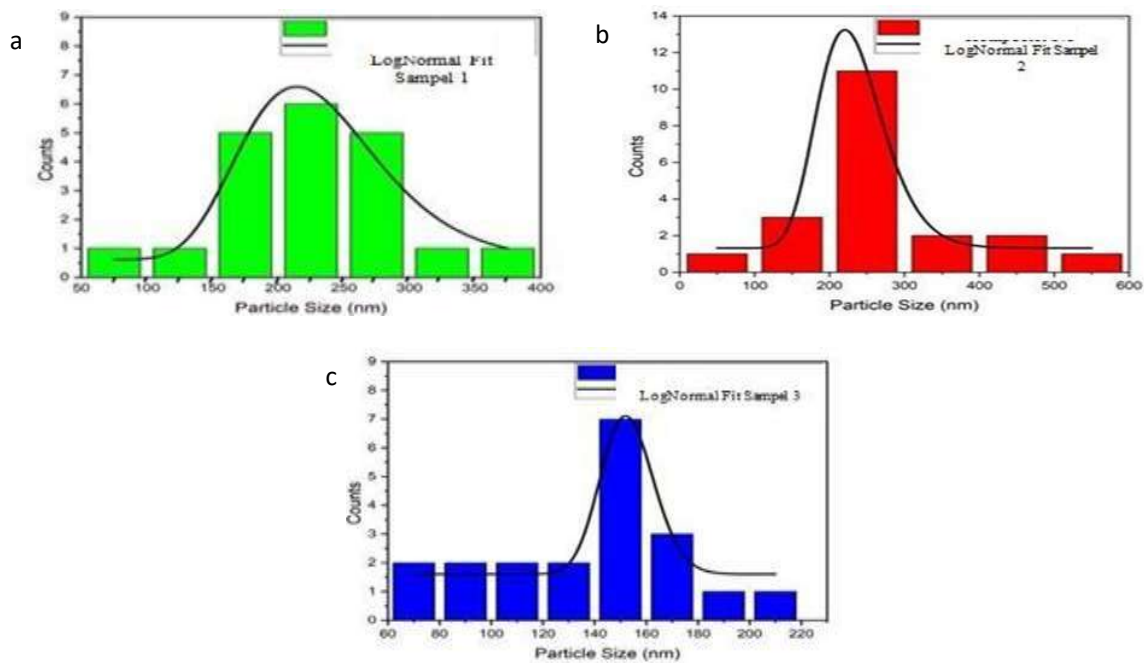 a
9
8
7
6
5
4
3
2
1
0
Counts
50 100 150 200 250 300 350 400
Particle Size (nm)
LogNormal Fit
Sampel 1
b
14
12
10
8
6
4
2
0
Counts
0 100 200 300 400 500 600
Particle Size (nm)
LogNormal Fit Sampel
2
c
9
8
7
6
5
4
3
2
1
0
Counts
60 80 100 120 140 160 180 200 220
Particle Size (nm)
LogNormal Fit Sampel 3